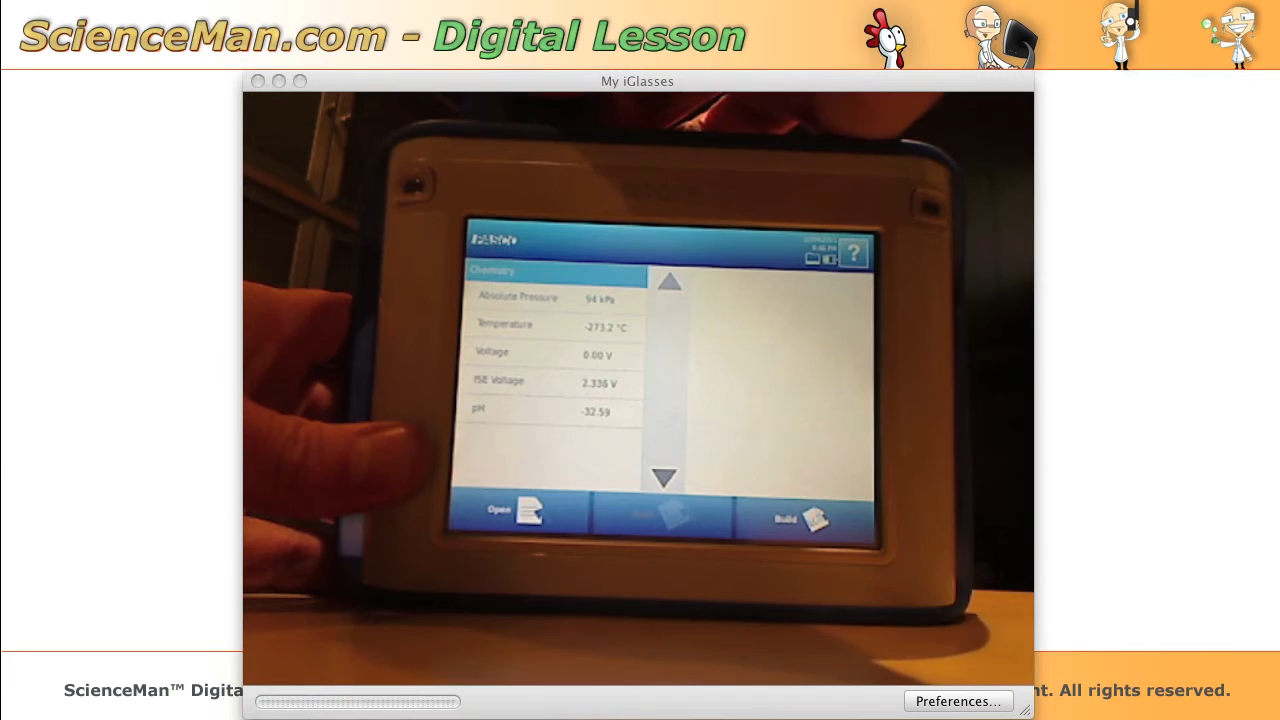 ScienceMan.com - Digital Lesson
My iGlasses
PASCO
?
Chemistry
Absolute Pressure 94 kPa
Temperature -273.2 °C
Voltage 0.00 V
ISE Voltage 2.336 V
pH -32.59
Open
Build
ScienceMan™ Digita
nt. All rights reserved.
Preferences...